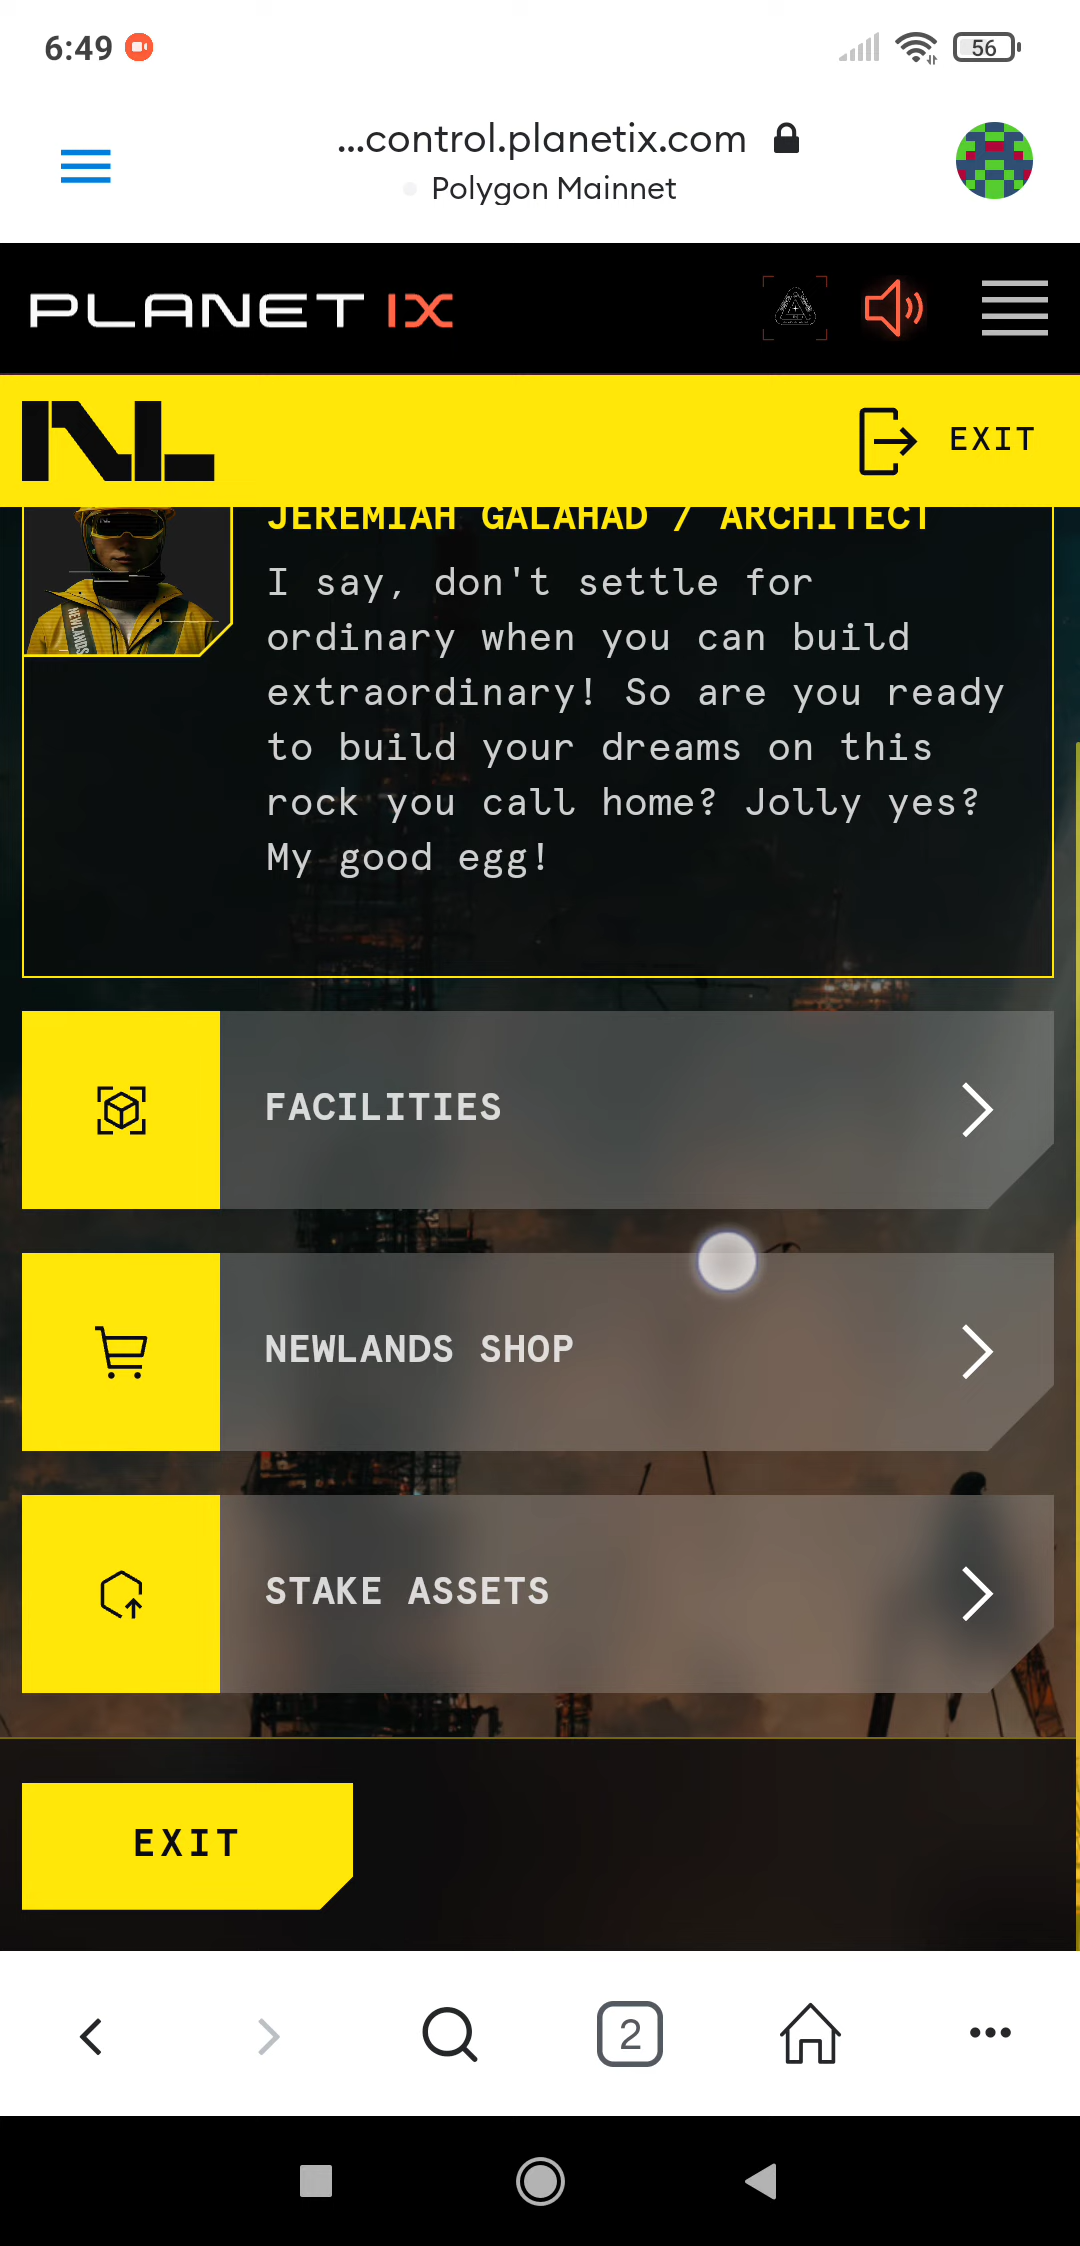 6:49
56
...control.planetix.com
Polygon Mainnet
PLANET IX
NL
EXIT
JEREMIAH GALAHAD / ARCHITECT
NEWLANDS
I say, don't settle for
ordinary when you can build
extraordinary! So are you ready
to build your dreams on this
rock you call home? Jolly yes?
My good egg!
FACILITIES
NEWLANDS SHOP
STAKE ASSETS
EXIT
2